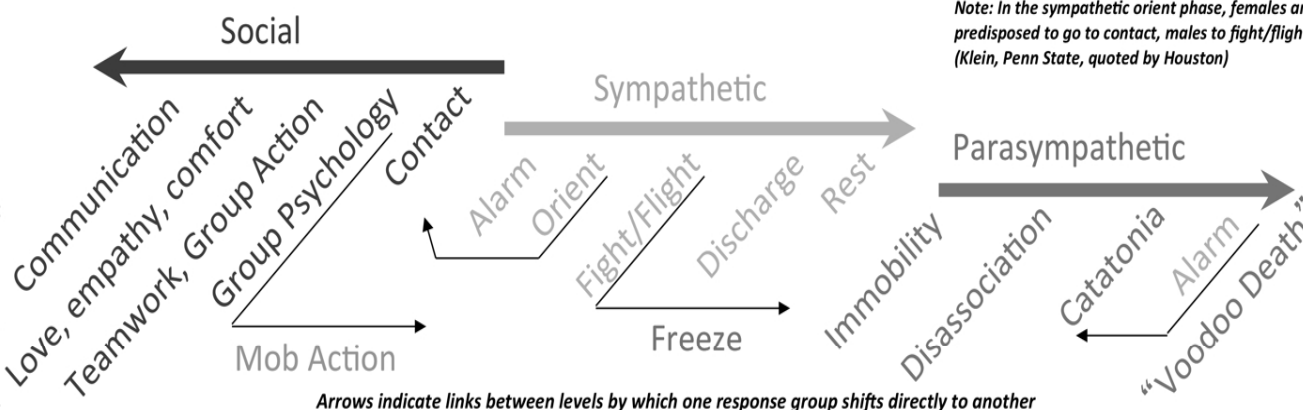 Note: In the sympathetic orient phase, females
predisposed to go to contact, males to
(Klein, Penn State, quoted by Houston)
Social
Sympathetic
Parasympathetic
Communication
Love, empathy, comfort
Teamwork, Group Action
Group Psychology
Contact
Alarm
Orient
Fight/Flight
Discharge
Rest
Immobility
Disassociation
Catatonia
Alarm
“Voodoo Death”
Mob Action
Freeze
Arrows indicate links between levels by which one response group shifts directly to another